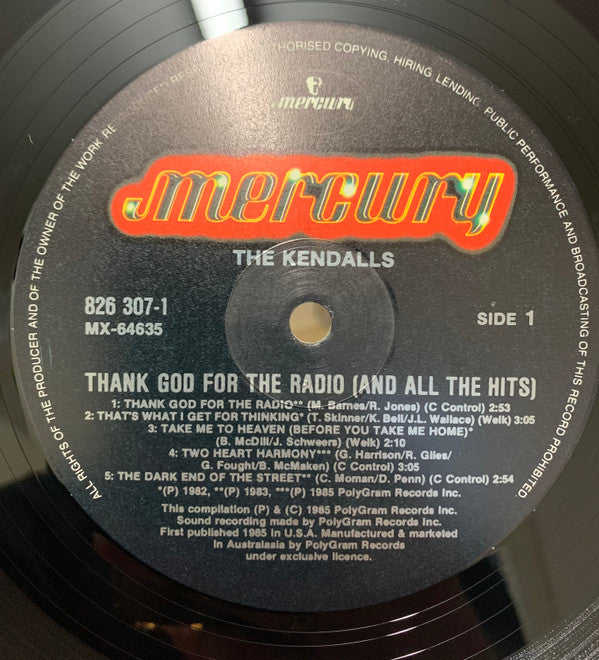 mercury
mercury
THE KENDALLS
826 307-1
MX-64635
SIDE 1
THANK GOD FOR THE RADIO (AND ALL THE HITS)
1: THANK GOD FOR THE RADIO** (M. Barnes/R. Jones) (C Control) 2:53
2: THAT'S WHAT I GET FOR THINKING* (T. Skinner/K. Bell/J.L. Wallace) (Welk) 3:05
3: TAKE ME TO HEAVEN (BEFORE YOU TAKE ME HOME)*
(B. McDill/J. Schweers) (Welk) 2:10
4: TWO HEART HARMONY*** (G. Harrison/R. Giles/
G. Fought/B. McMaken) (C Control) 3:05
5: THE DARK END OF THE STREET** (C. Moman/D. Penn) (C Control) 2:54
*(P) 1982, **(P) 1983, ***(P) 1985 PolyGram Records Inc.
This compilation (P) & (C) 1985 PolyGram Records Inc.
Sound recording made by PolyGram Records Inc.
First published 1985 in U.S.A. Manufactured & marketed
in Australasia by PolyGram Records
under exclusive licence.
ALL RIGHTS OF THE PRODUCER AND OF THE OWNER OF THE WORK RE RES THORISED COPYING, HIRING LENDING, PUBLIC PERFORMANCE AND BROADCASTING OF THIS RECORD PROHIBITED.